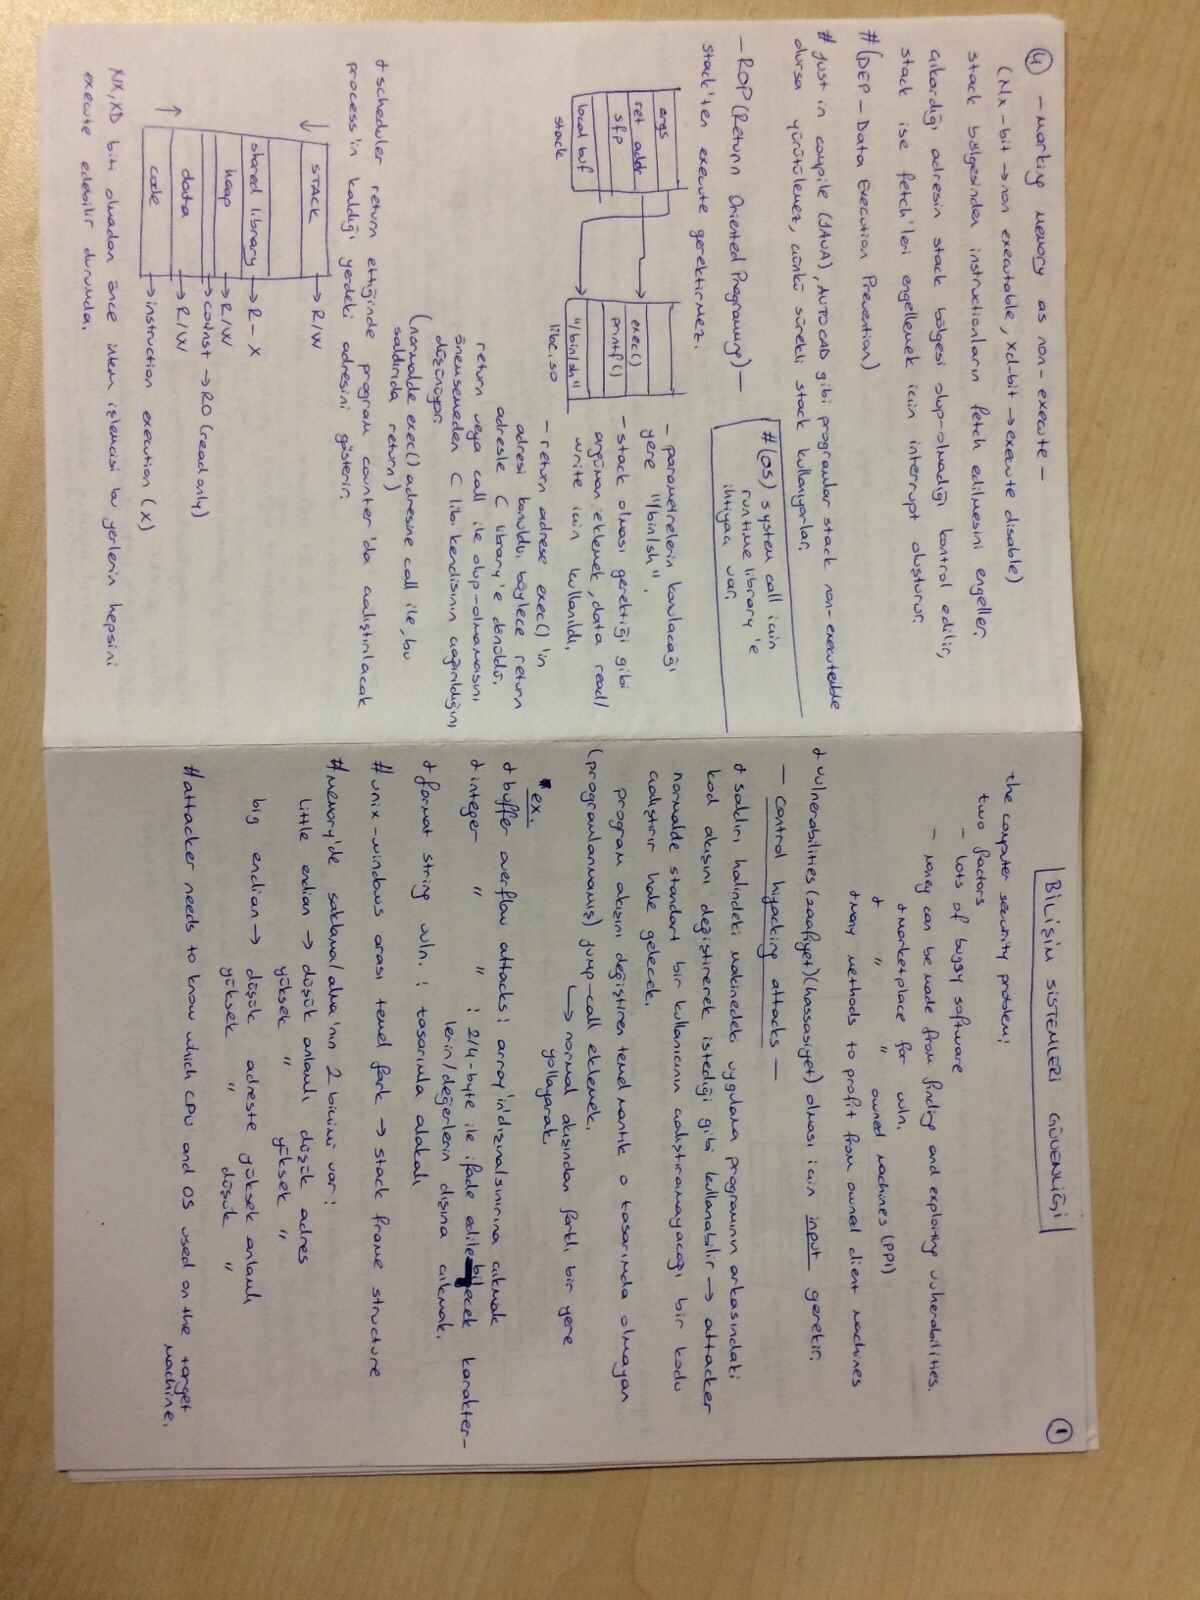 ④ -marking memory as non-execute-
(Nx-bit → non executable, xd-bit → execute disable)
stack bölgesinden instructionların fetch edilmesini engeller.
çıkardığı adresin stack bölgesi olup-olmadığı kontrol edilir,
stack ise fetch'leri engellemek için interrupt oluşturur.
#(DEP-Data Execution Prevention)
# just in compile (JAVA), AUTOCAD gibi programlar stack non-executable
olursa yürütülemez, çünkü sürekli stack kullanıyorlar.
-ROP(Return Oriented Programming)-
stack'ten execute gerektirmez.
#(OS) system call için
runtime library'e
ihtiyacı var.
args
ret addr
sfp
local buf
stack
exec()
printf()
"/bin/sh"
libc.so
- parametrelerin konulacağı
yere "/bin/sh".
- stack olması gerektiği gibi
argüman eklemek, data read/
write için kullanıldı.
- return adrese exec()'in
adresi konuldu, böylece return
adresle C library'e dönüldü.
return veya call ile olup-olmamasını
önemsemeden C lib. kendisinin çağırıldığını
düşünüyor.
(normalde exec() adresine call ile, bu
saldırıda return)
+ scheduler return ettiğinde program counter'da çalıştırılacak
process'in kaldığı yerdeki adresini gösterir.
STACK → R/W
shared library → R-X
heap → R/W
→ const → RO (read only)
data → R/W
code → instruction execution (X)
NX, XD biti olmadan önce intem işlemcisi bu yerlerin hepsini
execute edebilir durumda.
①
BİLİŞİM SİSTEMLERİ GÜVENLİĞİ
the computer security problem:
two factors
- lots of buggy software
- money can be made from finding and exploiting vulnerabilities.
+ marketplace for vuln.
+ " " owned machines (PPI)
+ many methods to profit from owned client machines
+ vulnerabilities (zaafiyet) (hassasiyet) olması için input gerekir.
- control hijacking attacks -
+ saldırı halindeki makinedeki uygulama programının arkasındaki
kod akışını değiştirerek istediği gibi kullanabilir → attacker
normalde standart bir kullanıcının çalıştıramayacağı bir kodu
çalıştırır hale gelecek.
program akışını değiştiren temel mantık o tasarımda olmayan
(programlanmamış) jump-call eklemek.
→ normal akışından farklı bir yere
yollayarak.
ex.
+ buffer overflow attacks: array'in dışına/sınırına çıkmak
+ integer " " : 2/4-byte ile ifade edilebilecek karakter-
lerin/değerlerin dışına çıkmak.
+ format string vuln. : tasarımla alakalı
# unix-windows arası temel fark → stack frame structure
# memory'de saklama/alma'nın 2 biçimi var:
little endian → düşük anlamlı düşük adres
yüksek " yüksek "
big endian → düşük adreste yüksek anlamlı
yüksek " düşük "
# attacker needs to know which CPU and OS used on the target
machine.